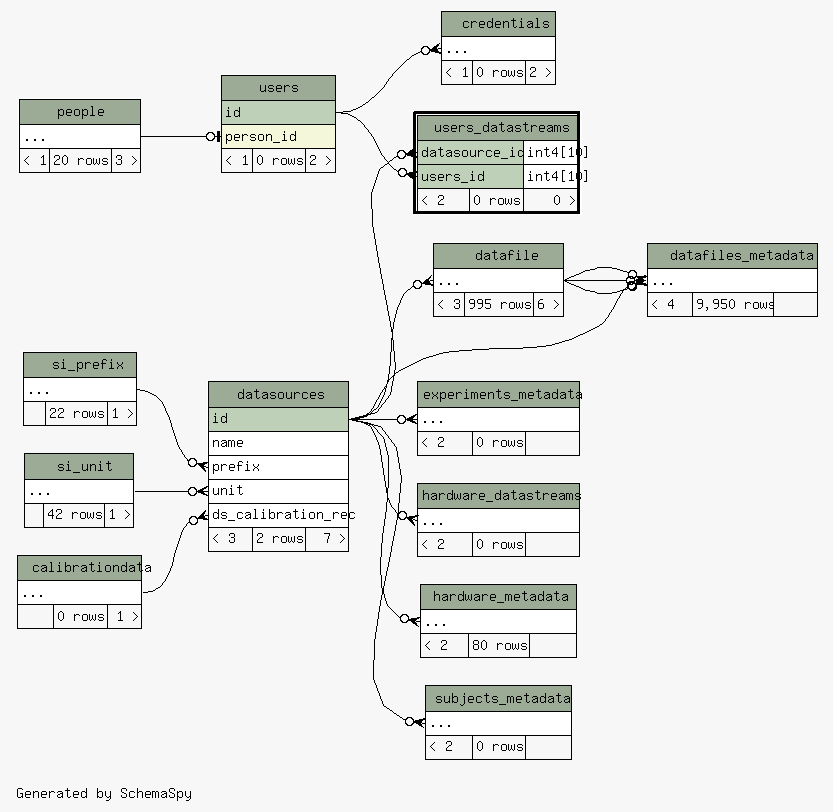 credentials
...
< 1 0 rows 2 >
users
id
person_id
< 1 0 rows 2 >
people
...
< 1 20 rows 3 >
users_datastreams
datasource_id int4[10]
users_id int4[10]
< 2 0 rows 0 >
datafile
...
< 3 995 rows 6 >
datafiles_metadata
...
< 4 9,950 rows
si_prefix
...
22 rows 1 >
datasources
id
name
prefix
unit
ds_calibration_rec
< 3 2 rows 7 >
experiments_metadata
...
< 2 0 rows
si_unit
...
42 rows 1 >
hardware_datastreams
...
< 2 0 rows
calibrationdata
...
0 rows 1 >
hardware_metadata
...
< 2 80 rows
subjects_metadata
...
< 2 0 rows
Generated by SchemaSpy